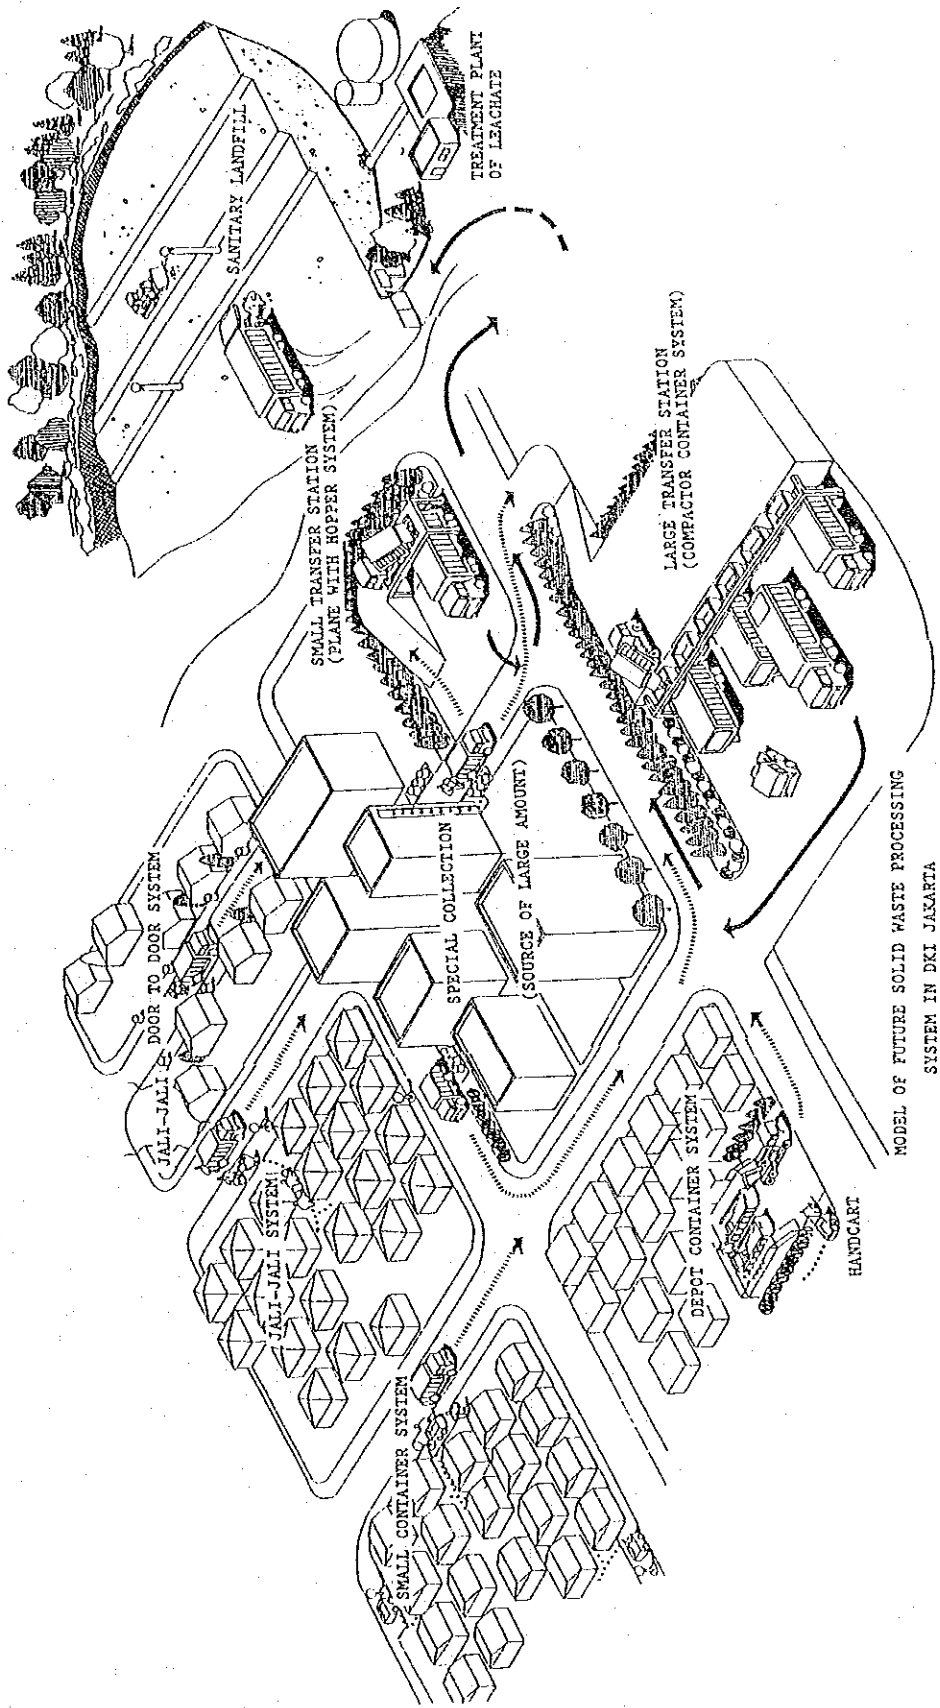 JALI-JALI
DOOR TO DOOR SYSTEM
SANITARY LANDFILL
JALI-JALI SYSTEM
SMALL TRANSFER STATION
(PLANE WITH HOPPER SYSTEM)
SMALL CONTAINER SYSTEM
SPECIAL COLLECTION
(SOURCE OF LARGE AMOUNT)
TREATMENT PLANT
OF LEACHATE
LARGE TRANSFER STATION
(COMPACTOR CONTAINER SYSTEM)
DEPOT CONTAINER SYSTEM
HANDCART
MODEL OF FUTURE SOLID WASTE PROCESSING
SYSTEM IN DKI JAKARTA